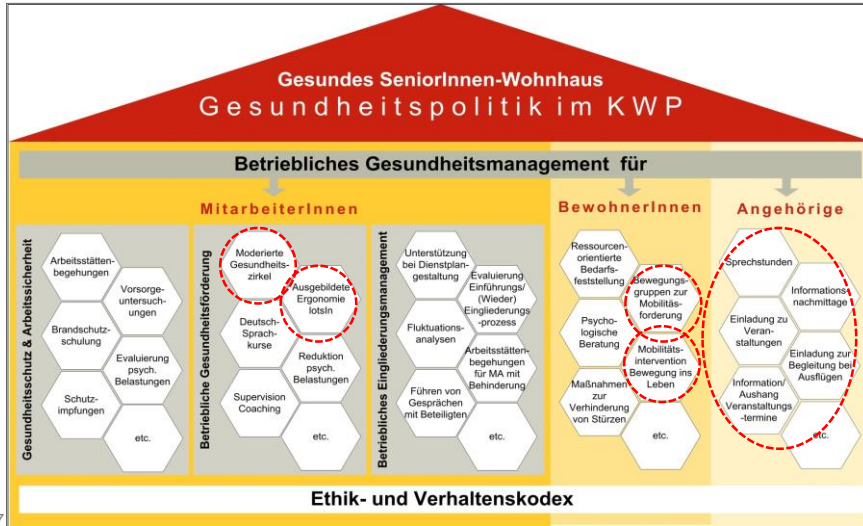 Gesundes SeniorInnen-Wohnhaus
Gesundheitspolitik im KWP
Betriebliches Gesundheitsmanagement für
MitarbeiterInnen
BewohnerInnen
Angehörige
Gesundheitsschutz & Arbeitssicherheit
Arbeitsstätten-
begehungen
Vorsorge-
untersuch-
ungen
Brandschutz-
schulung
Evaluierung
psych.
Belastungen
Schutz-
impfungen
etc.
Betriebliche Gesundheitsförderung
Moderierte
Gesundheits-
zirkel
Ausgebildete
Ergonomie
lotsIn
Deutsch-
Sprach-
kurse
Reduktion
psych.
Belastungen
Supervision
Coaching
etc.
Betriebliches Eingliederungsmanagement
Unterstützung
bei Dienstplan-
gestaltung
Evaluierung
Einführungs/
(Wieder)
Eingliederungs
-prozess
Fluktuations-
analysen
Arbeitsstätten-
begehungen
für MA mit
Behinderung
Führen von
Gesprächen
mit Beteiligten
etc.
Ressourcen-
orientierte
Bedarfs-
feststellung
Bewegungs-
gruppen zur
Mobilitäts-
forderung
Psycho-
logische
Beratung
Mobilitäts-
intervention
Bewegung ins
Leben
Maßnahmen
zur
Verhinderung
von Stürzen
etc.
Sprechstunden
Informations
nachmittage
Einladung zu
Veran-
staltungen
Einladung zur
Begleitung bei
Ausflügen
Information/
Aushang
Veranstaltungs
-termine
etc.
Ethik- und Verhaltenskodex